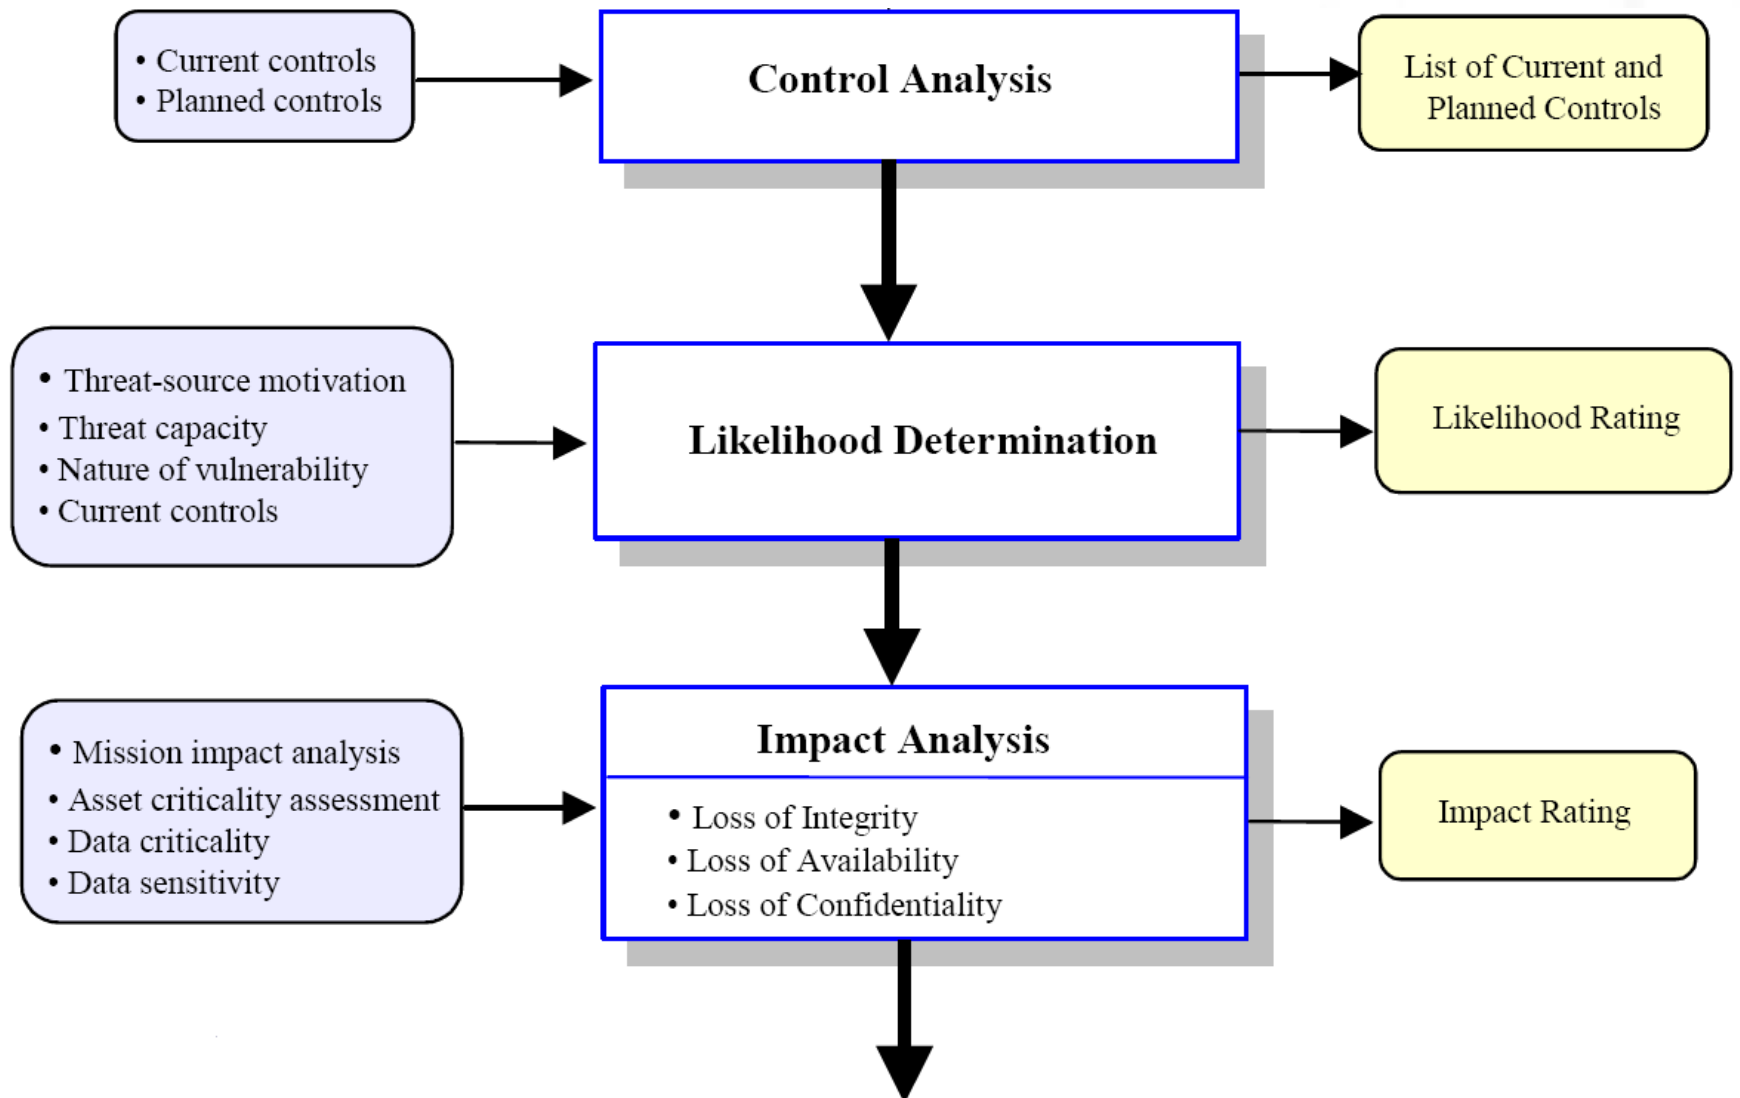 • Current controls
• Planned controls
Control Analysis
List of Current and
Planned Controls
• Threat-source motivation
• Threat capacity
• Nature of vulnerability
• Current controls
Likelihood Determination
Likelihood Rating
• Mission impact analysis
• Asset criticality assessment
• Data criticality
• Data sensitivity
Impact Analysis
• Loss of Integrity
• Loss of Availability
• Loss of Confidentiality
Impact Rating